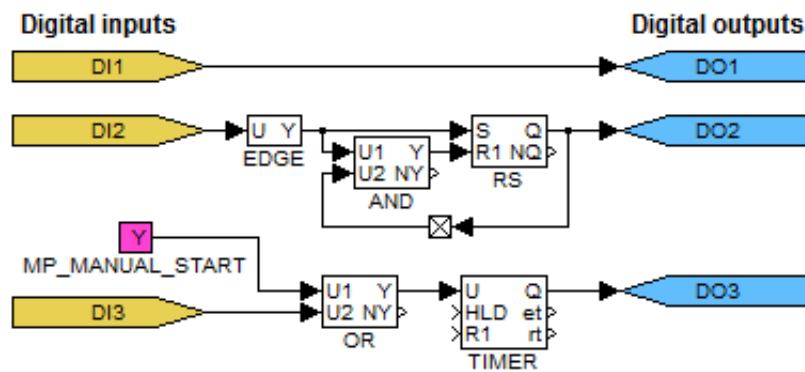 Digital inputs Digital outputs
DI1 DO1
DI2 U Y S Q DO2
EDGE U1 Y R1 NQ
U2 NY RS
AND
Y
MP_MANUAL_START
U1 Y U Q DO3
DI3 U2 NY HLD et
OR R1 rt
TIMER